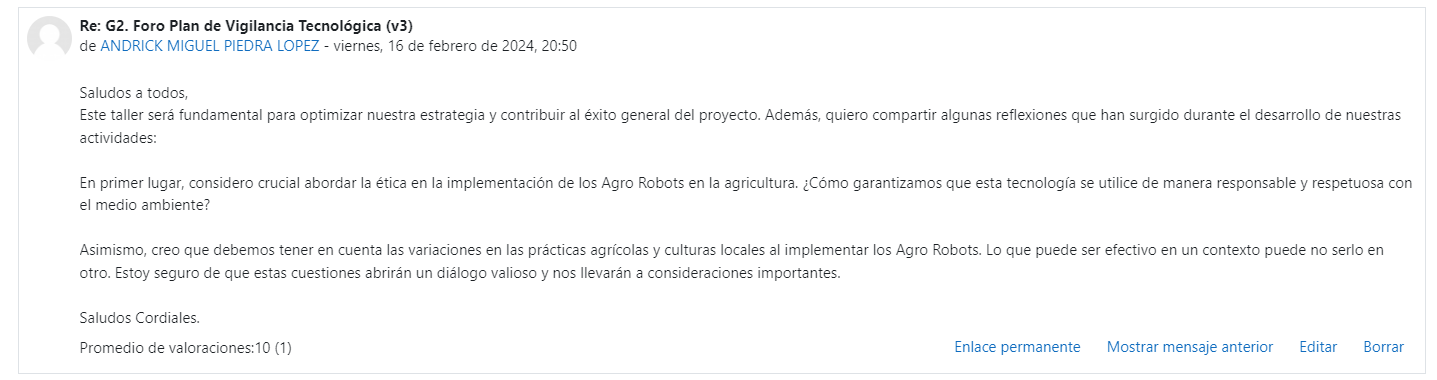 Re: G2. Foro Plan de Vigilancia Tecnológica (v3)
de ANDRICK MIGUEL PIEDRA LOPEZ - viernes, 16 de febrero de 2024, 20:50
Saludos a todos,
Este taller será fundamental para optimizar nuestra estrategia y contribuir al éxito general del proyecto. Además, quiero compartir algunas reflexiones que han surgido durante el desarrollo de nuestras
actividades:
En primer lugar, considero crucial abordar la ética en la implementación de los Agro Robots en la agricultura. ¿Cómo garantizamos que esta tecnología se utilice de manera responsable y respetuosa con
el medio ambiente?
Asimismo, creo que debemos tener en cuenta las variaciones en las prácticas agrícolas y culturas locales al implementar los Agro Robots. Lo que puede ser efectivo en un contexto puede no serlo en
otro. Estoy seguro de que estas cuestiones abrirán un diálogo valioso y nos llevarán a consideraciones importantes.
Saludos Cordiales.
Promedio de valoraciones:10 (1) Enlace permanente Mostrar mensaje anterior Editar Borrar